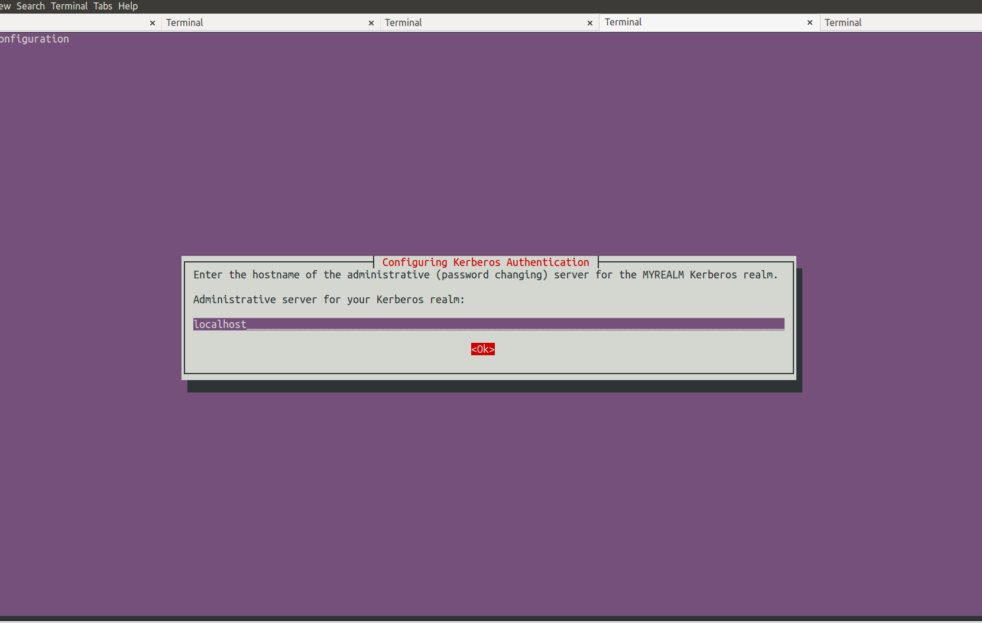 ew Search Terminal Tabs Help
× Terminal × Terminal × Terminal × Terminal
onfiguration
Configuring Kerberos Authentication
Enter the hostname of the administrative (password changing) server for the MYREALM Kerberos realm.
Administrative server for your Kerberos realm:
localhost
<Ok>